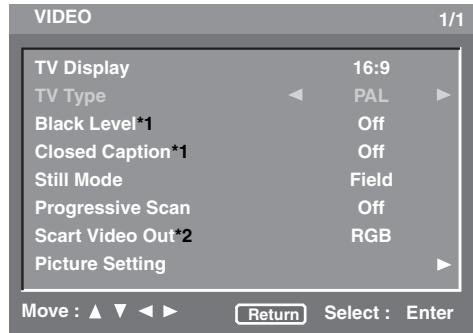 VIDEO 1/1
TV Display 16:9
TV Type ◀ PAL ▶
Black Level*1 Off
Closed Caption*1 Off
Still Mode Field
Progressive Scan Off
Scart Video Out*2 RGB
Picture Setting ▶
Move : ▲ ▼ ◀ ▶ Return Select : Enter